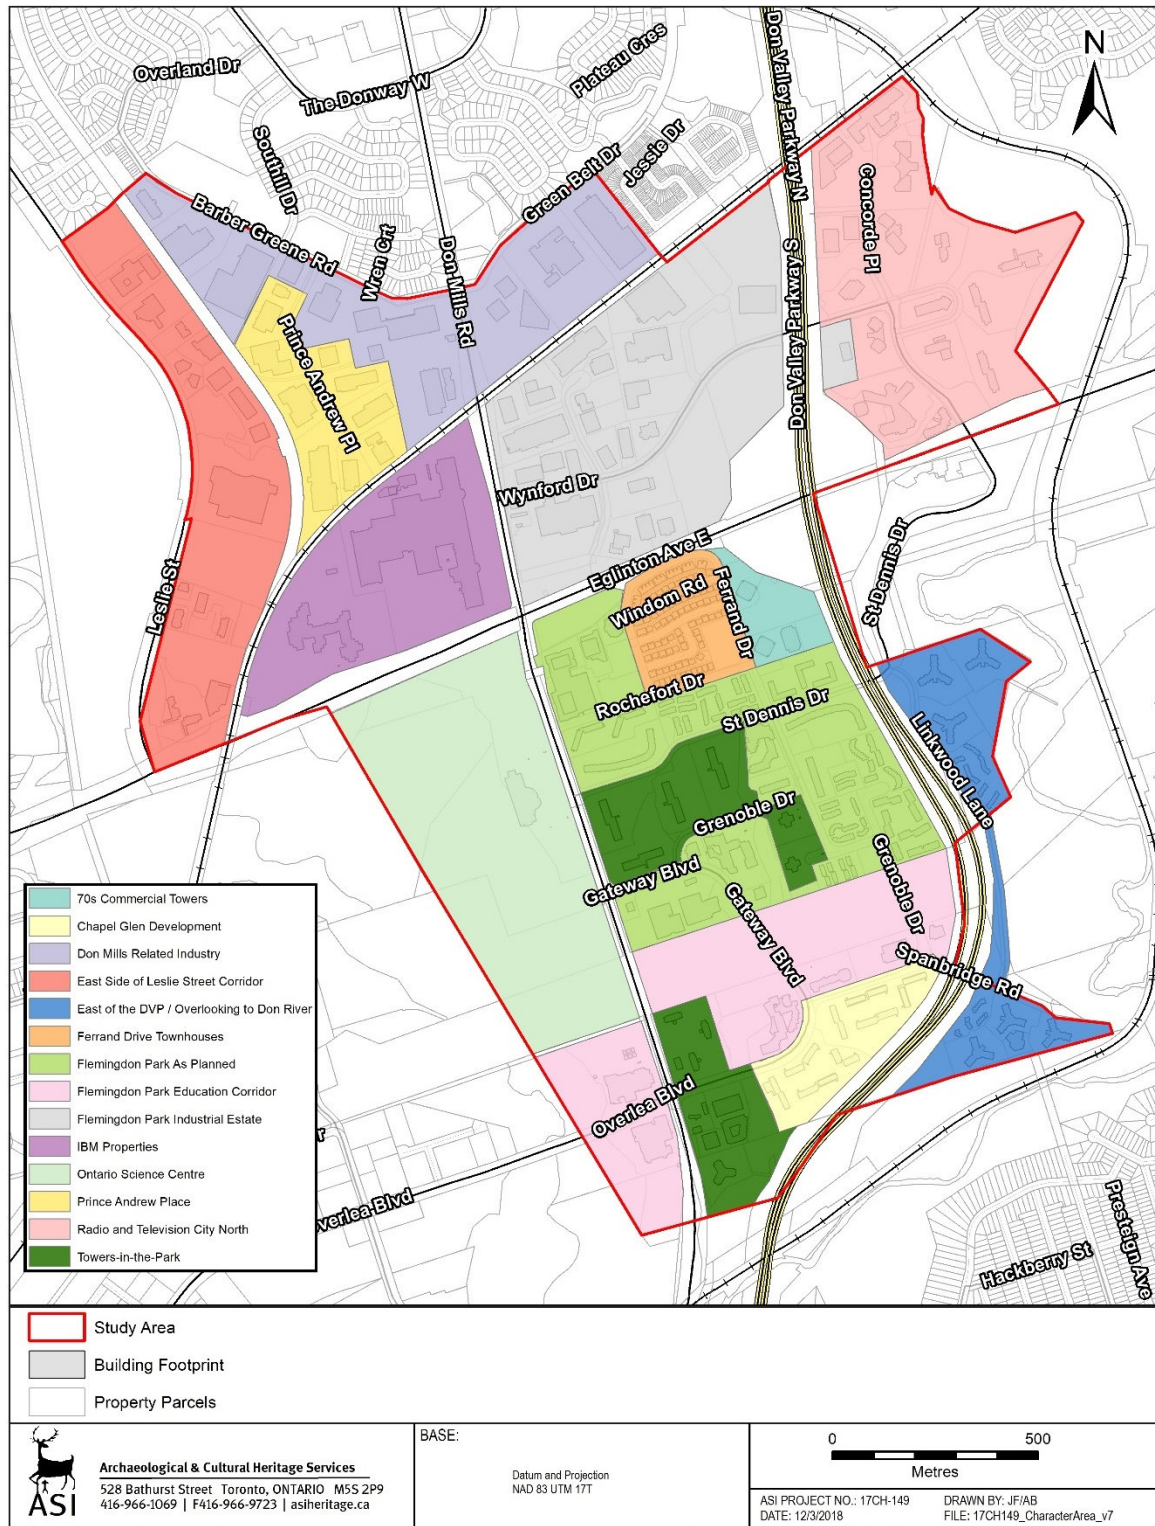 Overland Dr
The Donway W
Plateau Cres
Don Valley Parkway N
N
Southill Dr
Jessie Dr
Green Belt Dr
Barber Greene Rd
Wren Crt
Don Mills Rd
Concorde Pl
Don Valley Parkway S
Prince Andrew Pl
Wynford Dr
Eglinton Ave E
St Dennis Dr
Leslie St
Windom Rd
Ferrand Dr
Rochefort Dr
St Dennis Dr
Linkwood Lane
Grenoble Dr
Gateway Blvd
Grenoble Dr
Gateway Blvd
Spanbridge Rd
Overlea Blvd
r
verlea Blvd
Presteign Ave
Hackberry St
70s Commercial Towers
Chapel Glen Development
Don Mills Related Industry
East Side of Leslie Street Corridor
East of the DVP / Overlooking to Don River
Ferrand Drive Townhouses
Flemingdon Park As Planned
Flemingdon Park Education Corridor
Flemingdon Park Industrial Estate
IBM Properties
Ontario Science Centre
Prince Andrew Place
Radio and Television City North
Towers-in-the-Park
Study Area
Building Footprint
Property Parcels
ASI
Archaeological & Cultural Heritage Services
528 Bathurst Street Toronto, ONTARIO M5S 2P9
416-966-1069 | F416-966-9723 | asiheritage.ca
BASE:
Datum and Projection
NAD 83 UTM 17T
0 500
Metres
ASI PROJECT NO.: 17CH-149
DATE: 12/3/2018
DRAWN BY: JF/AB
FILE: 17CH149_CharacterArea_v7